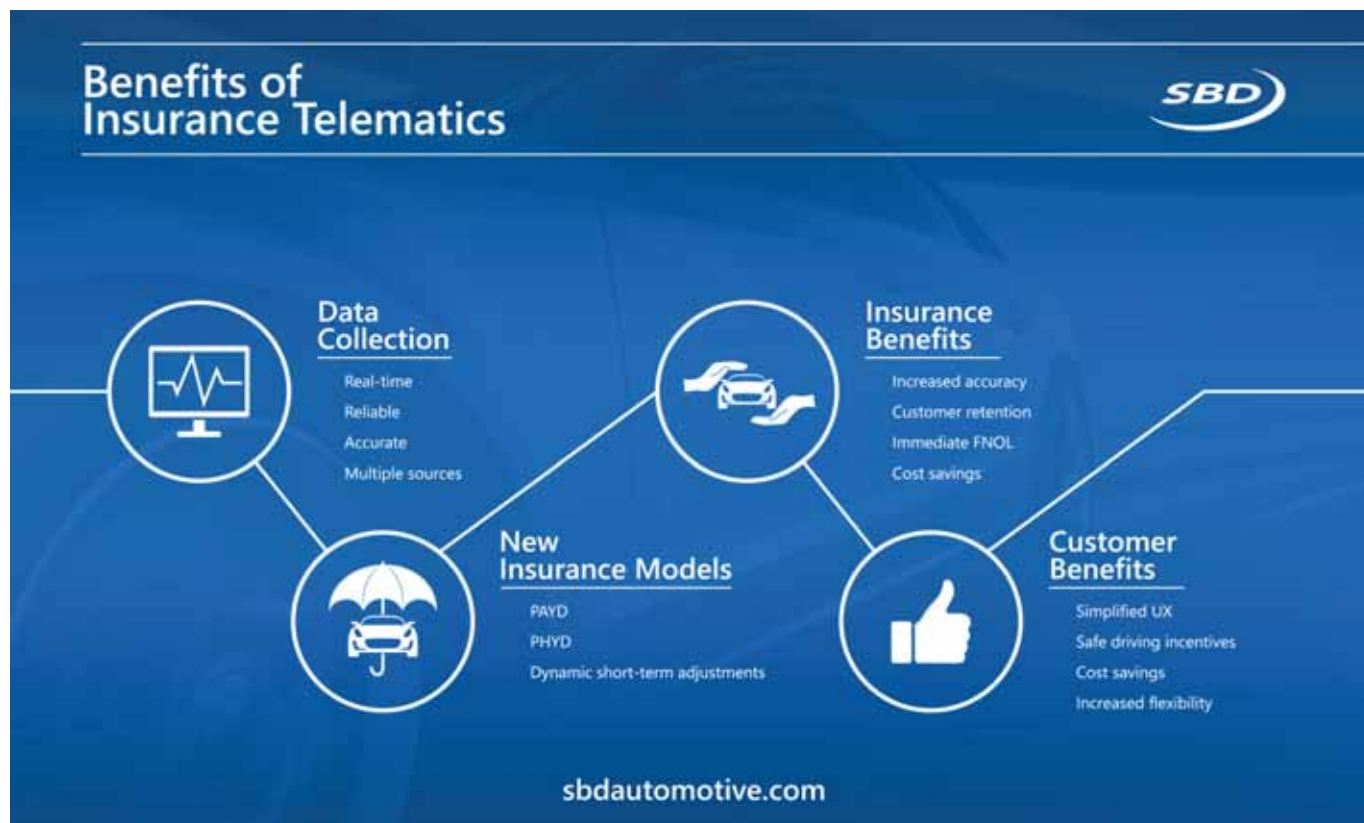 Benefits of
Insurance Telematics
SBD
Data
Collection
Real-time
Reliable
Accurate
Multiple sources
New
Insurance Models
PAYD
PHYD
Dynamic short-term adjustments
Insurance
Benefits
Increased accuracy
Customer retention
Immediate FNOL
Cost savings
Customer
Benefits
Simplified UX
Safe driving incentives
Cost savings
Increased flexibility
sbdautomotive.com